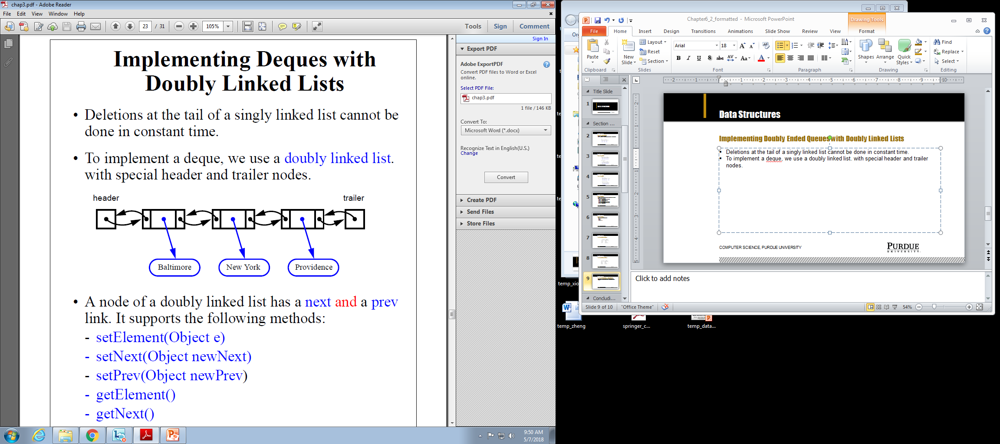 chap3.pdf - Adobe Reader
File Edit View Window Help
23 / 31
105%
Tools Sign Comment
Implementing Deques with
Doubly Linked Lists
• Deletions at the tail of a singly linked list cannot be
done in constant time.
• To implement a deque, we use a doubly linked list.
with special header and trailer nodes.
header
trailer
Baltimore
New York
Providence
• A node of a doubly linked list has a next and a prev
link. It supports the following methods:
- setElement(Object e)
- setNext(Object newNext)
- setPrev(Object newPrev)
- getElement()
- getNext()
Sign In
Export PDF
Adobe ExportPDF
Convert PDF files to Word or Excel
online.
Select PDF File:
chap3.pdf
1 file / 146 KB
Convert To:
Microsoft Word (*.docx)
Recognize Text in English(U.S.)
Change
Convert
Create PDF
Send Files
Store Files
9:50 AM
5/7/2018
Chapter6_2_formatted - Microsoft PowerPoint
Drawing Tools
File Home Insert Design Transitions Animations Slide Show Review View Format
Paste
Clipboard
New
Slide
Layout
Reset
Section
Slides
Arial
18
Font
Paragraph
Shapes
Arrange
Quick
Styles
Drawing
Find
Replace
Select
Editing
Title Slide
1
Section ...
2
3
4
5
6
7
8
9
Concludi...
Data Structures
Implementing Doubly Ended Queues with Doubly Linked Lists
▪ Deletions at the tail of a singly linked list cannot be done in constant time.
▪ To implement a deque, we use a doubly linked list. with special header and trailer
nodes.
COMPUTER SCIENCE, PURDUE UNIVERSITY
PURDUE
UNIVERSITY
Click to add notes
Slide 9 of 10
"Office Theme"
54%
temp_xio
temp_zheng
springer_c...
temp_data...